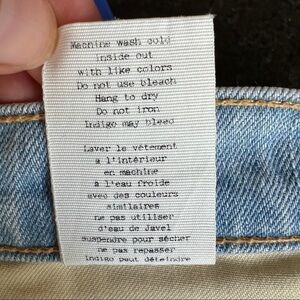 Machine wash cold
inside out
with like colors
Do not use bleach
Hang to dry
Do not iron
Indigo may bleed
Laver le vêtement
à l'intérieur
en machine
à l'eau froide
avec des couleurs
similaires
ne pas utiliser
d'eau de Javel
suspendre pour sécher
ne pas repasser
indigo peut déteindre